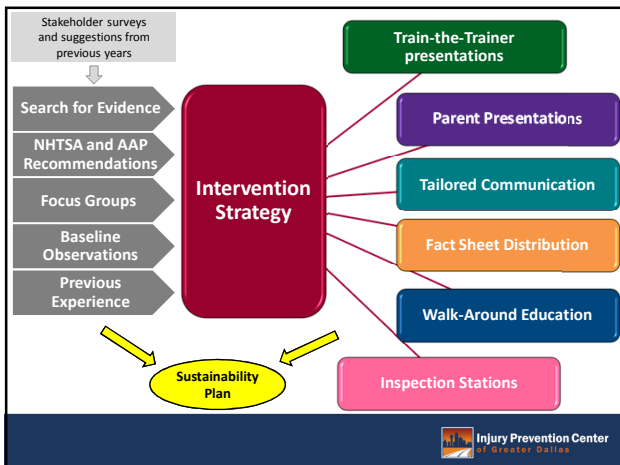 Stakeholder surveys
and suggestions from
previous years
Search for Evidence
NHTSA and AAP
Recommendations
Focus Groups
Baseline
Observations
Previous
Experience
Intervention
Strategy
Train-the-Trainer
presentations
Parent Presentations
Tailored Communication
Fact Sheet Distribution
Walk-Around Education
Inspection Stations
Sustainability
Plan
Injury Prevention Center
of Greater Dallas